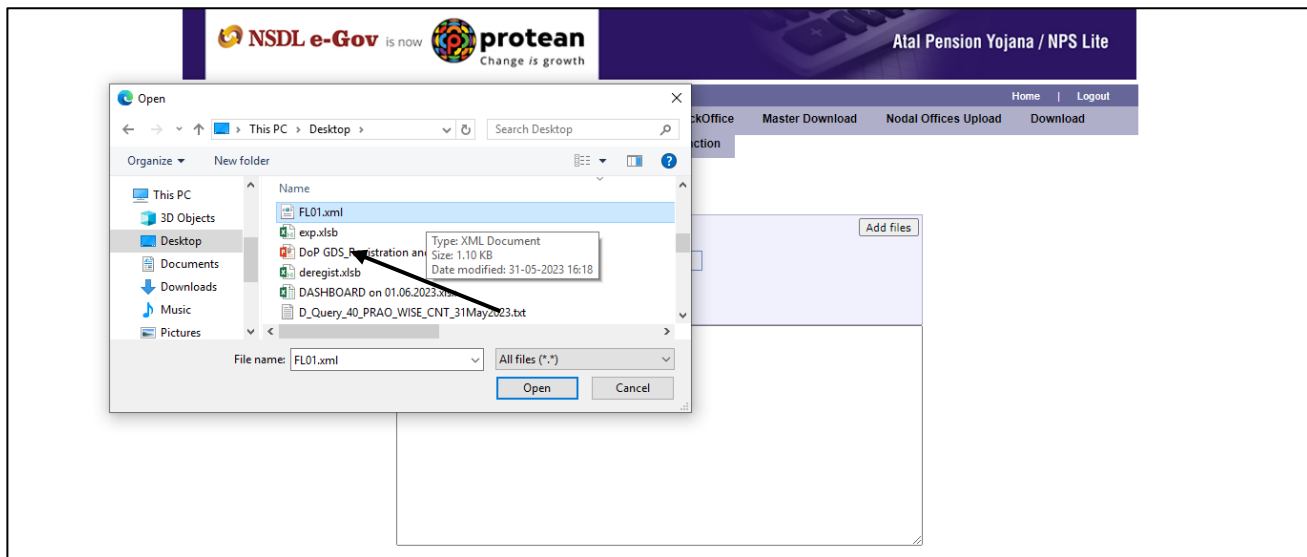 NSDL e-Gov is now protean
Change is growth
Atal Pension Yojana / NPS Lite
Open
Home | Logout
This PC > Desktop >
Search Desktop
ckOffice Master Download Nodal Offices Upload Download
ction
Organize New folder
Name
This PC
3D Objects
Desktop
Documents
Downloads
Music
Pictures
FL01.xml
exp.xlsb
DoP GDS_Registration an
deregist.xlsb
DASHBOARD on 01.06.2023.xls
D_Query_40_PRAO_WISE_CNT_31May2023.txt
Type: XML Document
Size: 1.10 KB
Date modified: 31-05-2023 16:18
Add files
File name: FL01.xml All files (*.*)
Open Cancel